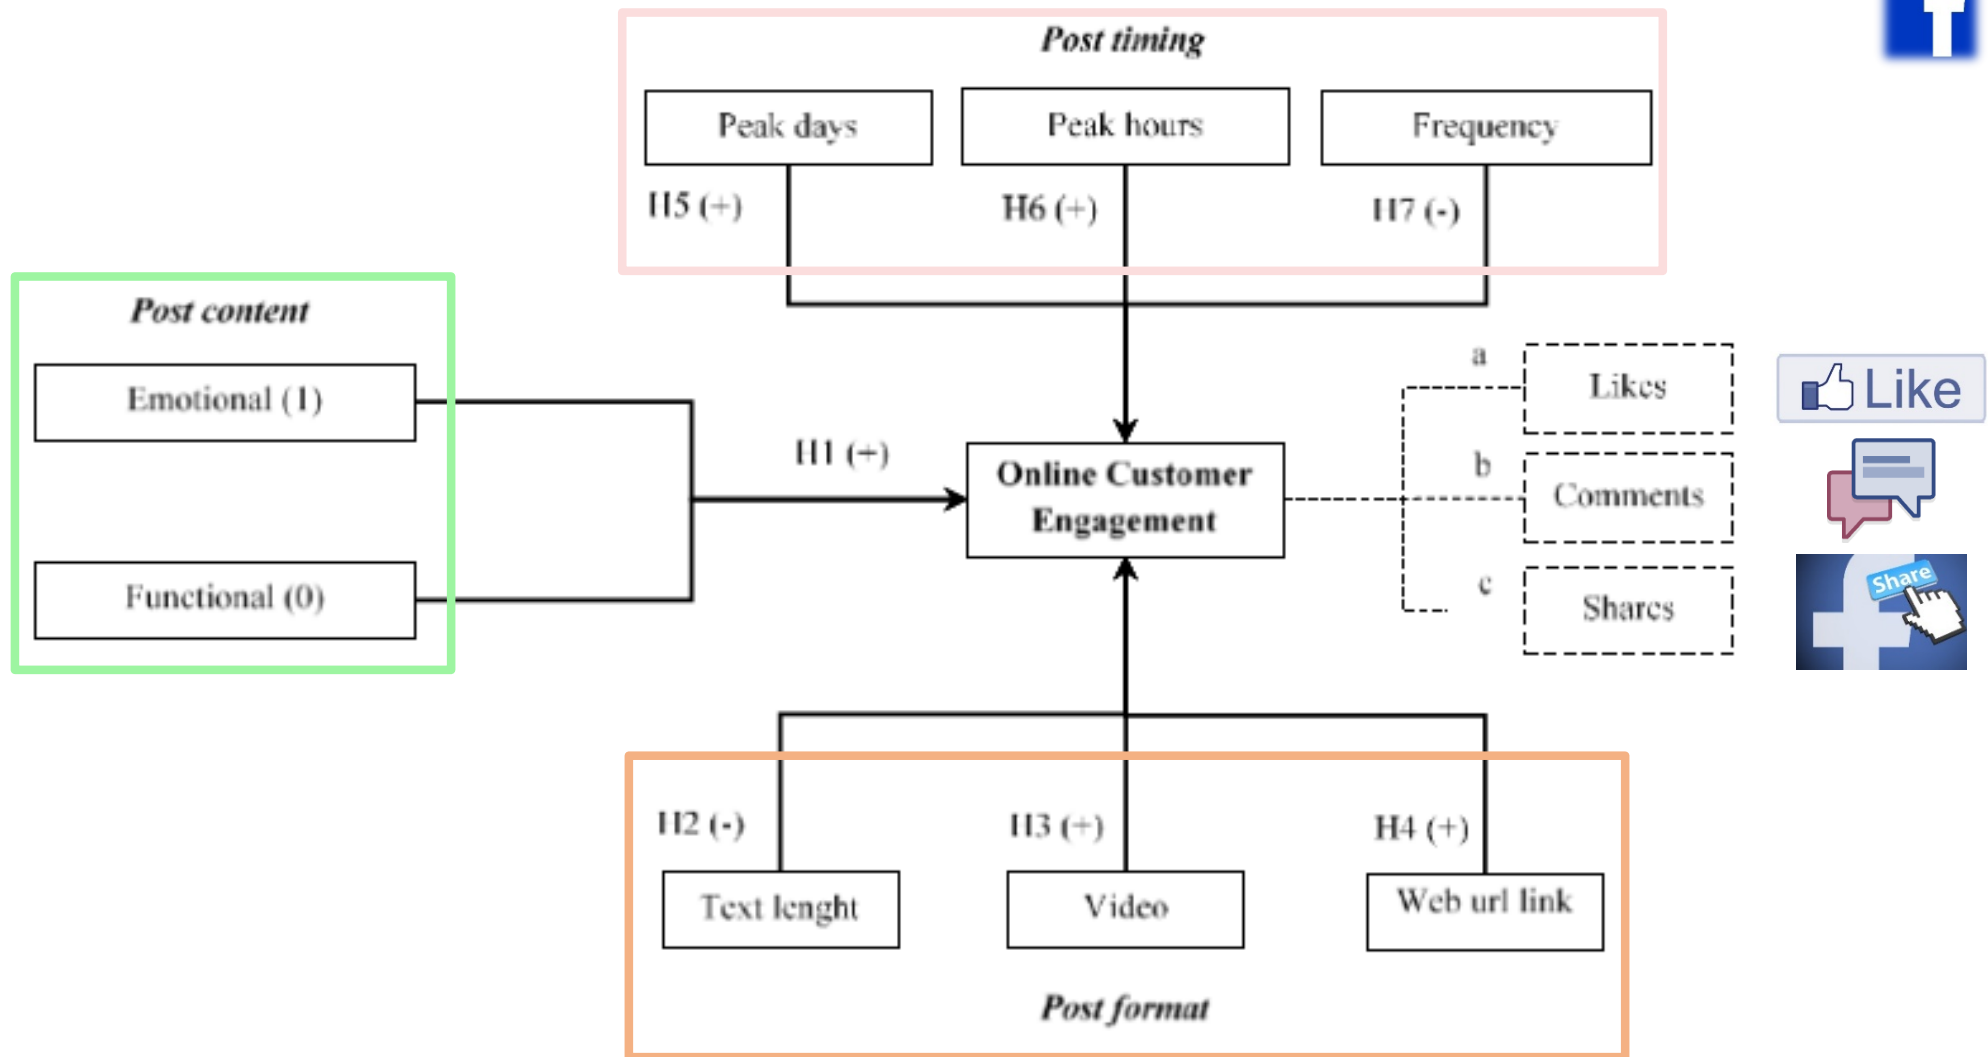 Post timing
Peak days
Peak hours
Frequency
H5 (+)
H6 (+)
H7 (-)
Post content
Emotional (1)
Functional (0)
H1 (+)
Online Customer
Engagement
a
Likes
Like
b
Comments
c
Shares
Share
H2 (-)
H3 (+)
H4 (+)
Text lenght
Video
Web url link
Post format